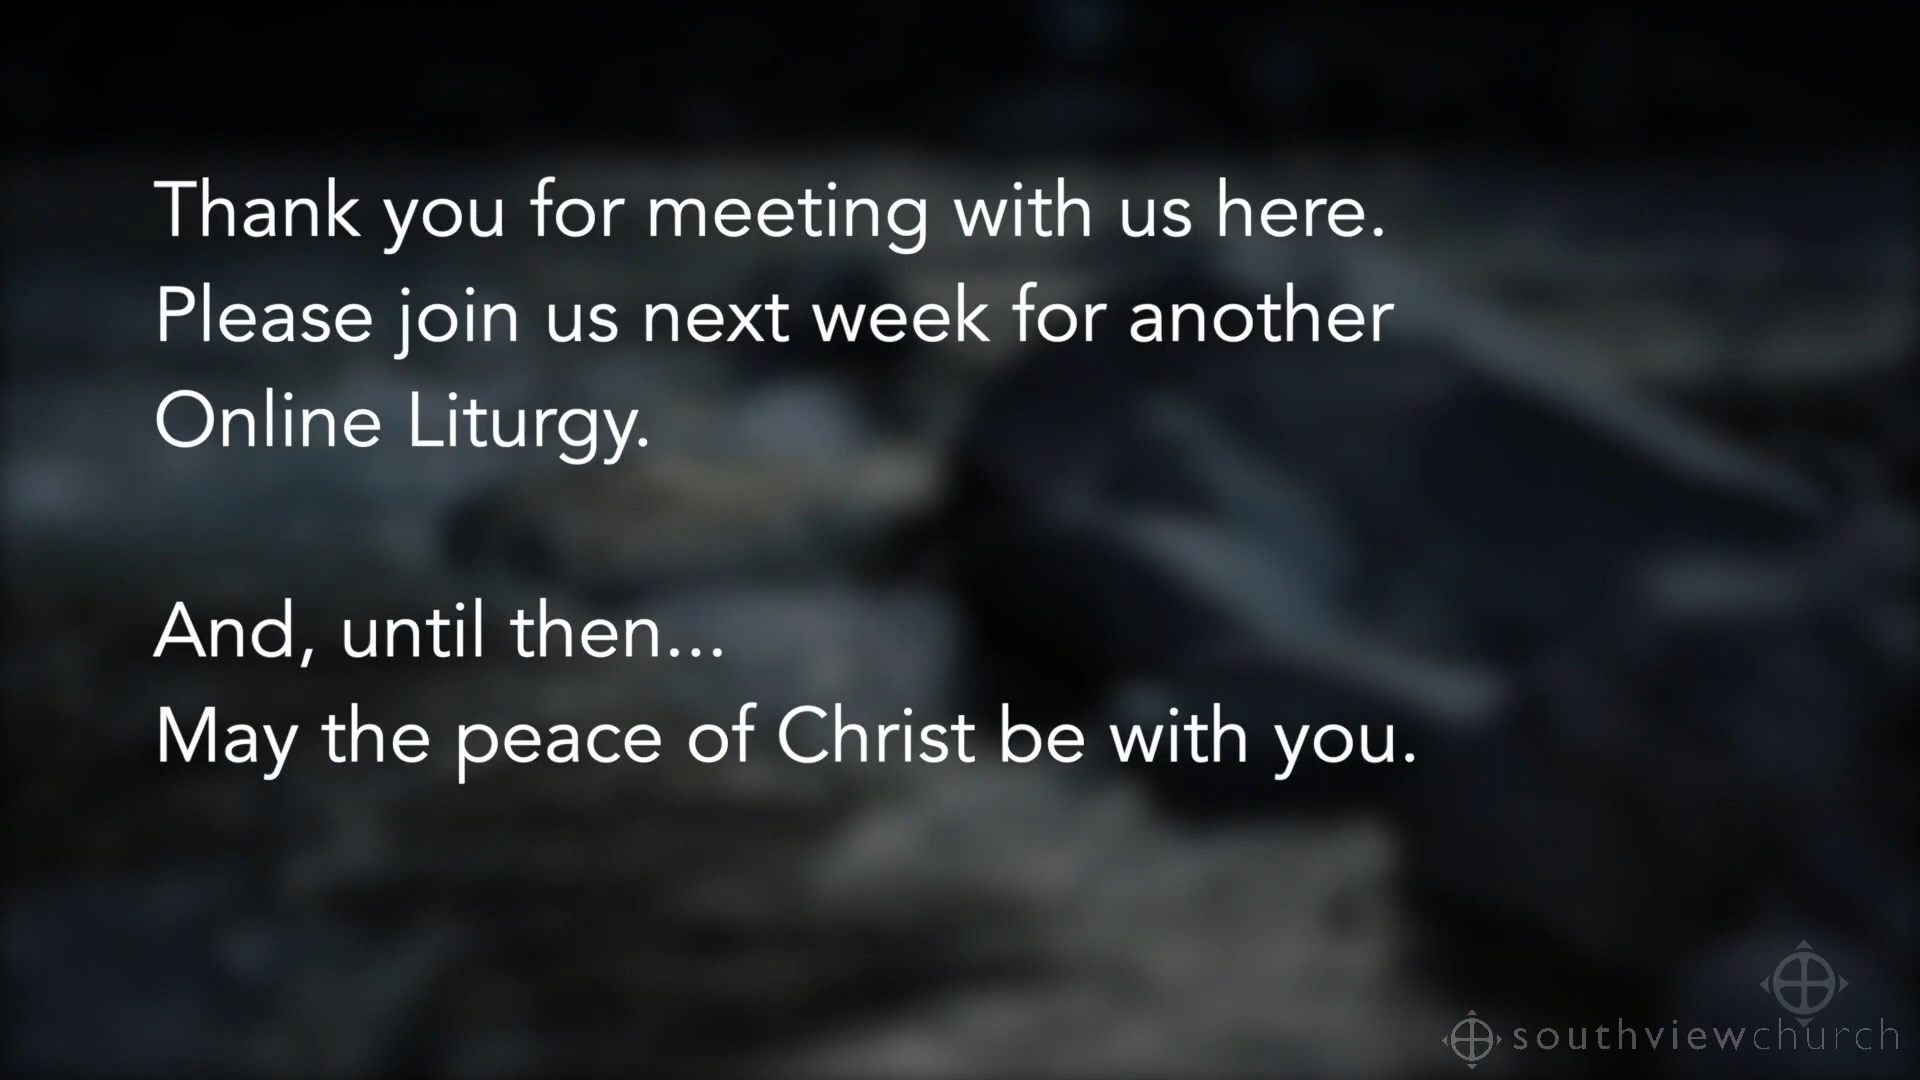 Thank you for meeting with us here.
Please join us next week for another
Online Liturgy.
And, until then...
May the peace of Christ be with you.
southviewchurch